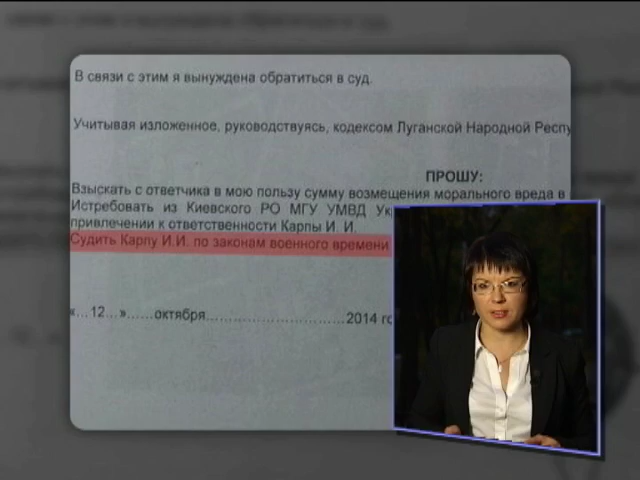 В связи с этим я вынуждена обратиться в суд.
Учитывая изложенное, руководствуясь, кодексом Луганской Народной Респу
ПРОШУ:
Взыскать с ответчика в мою пользу сумму возмещения морального вреда в
Истребовать из Киевского РО МГУ УМВД Ук
привлечении к ответственности Карпы И. И.
Судить Карпу И.И. по законам военного времени
«...12...»......октября.............................2014 го